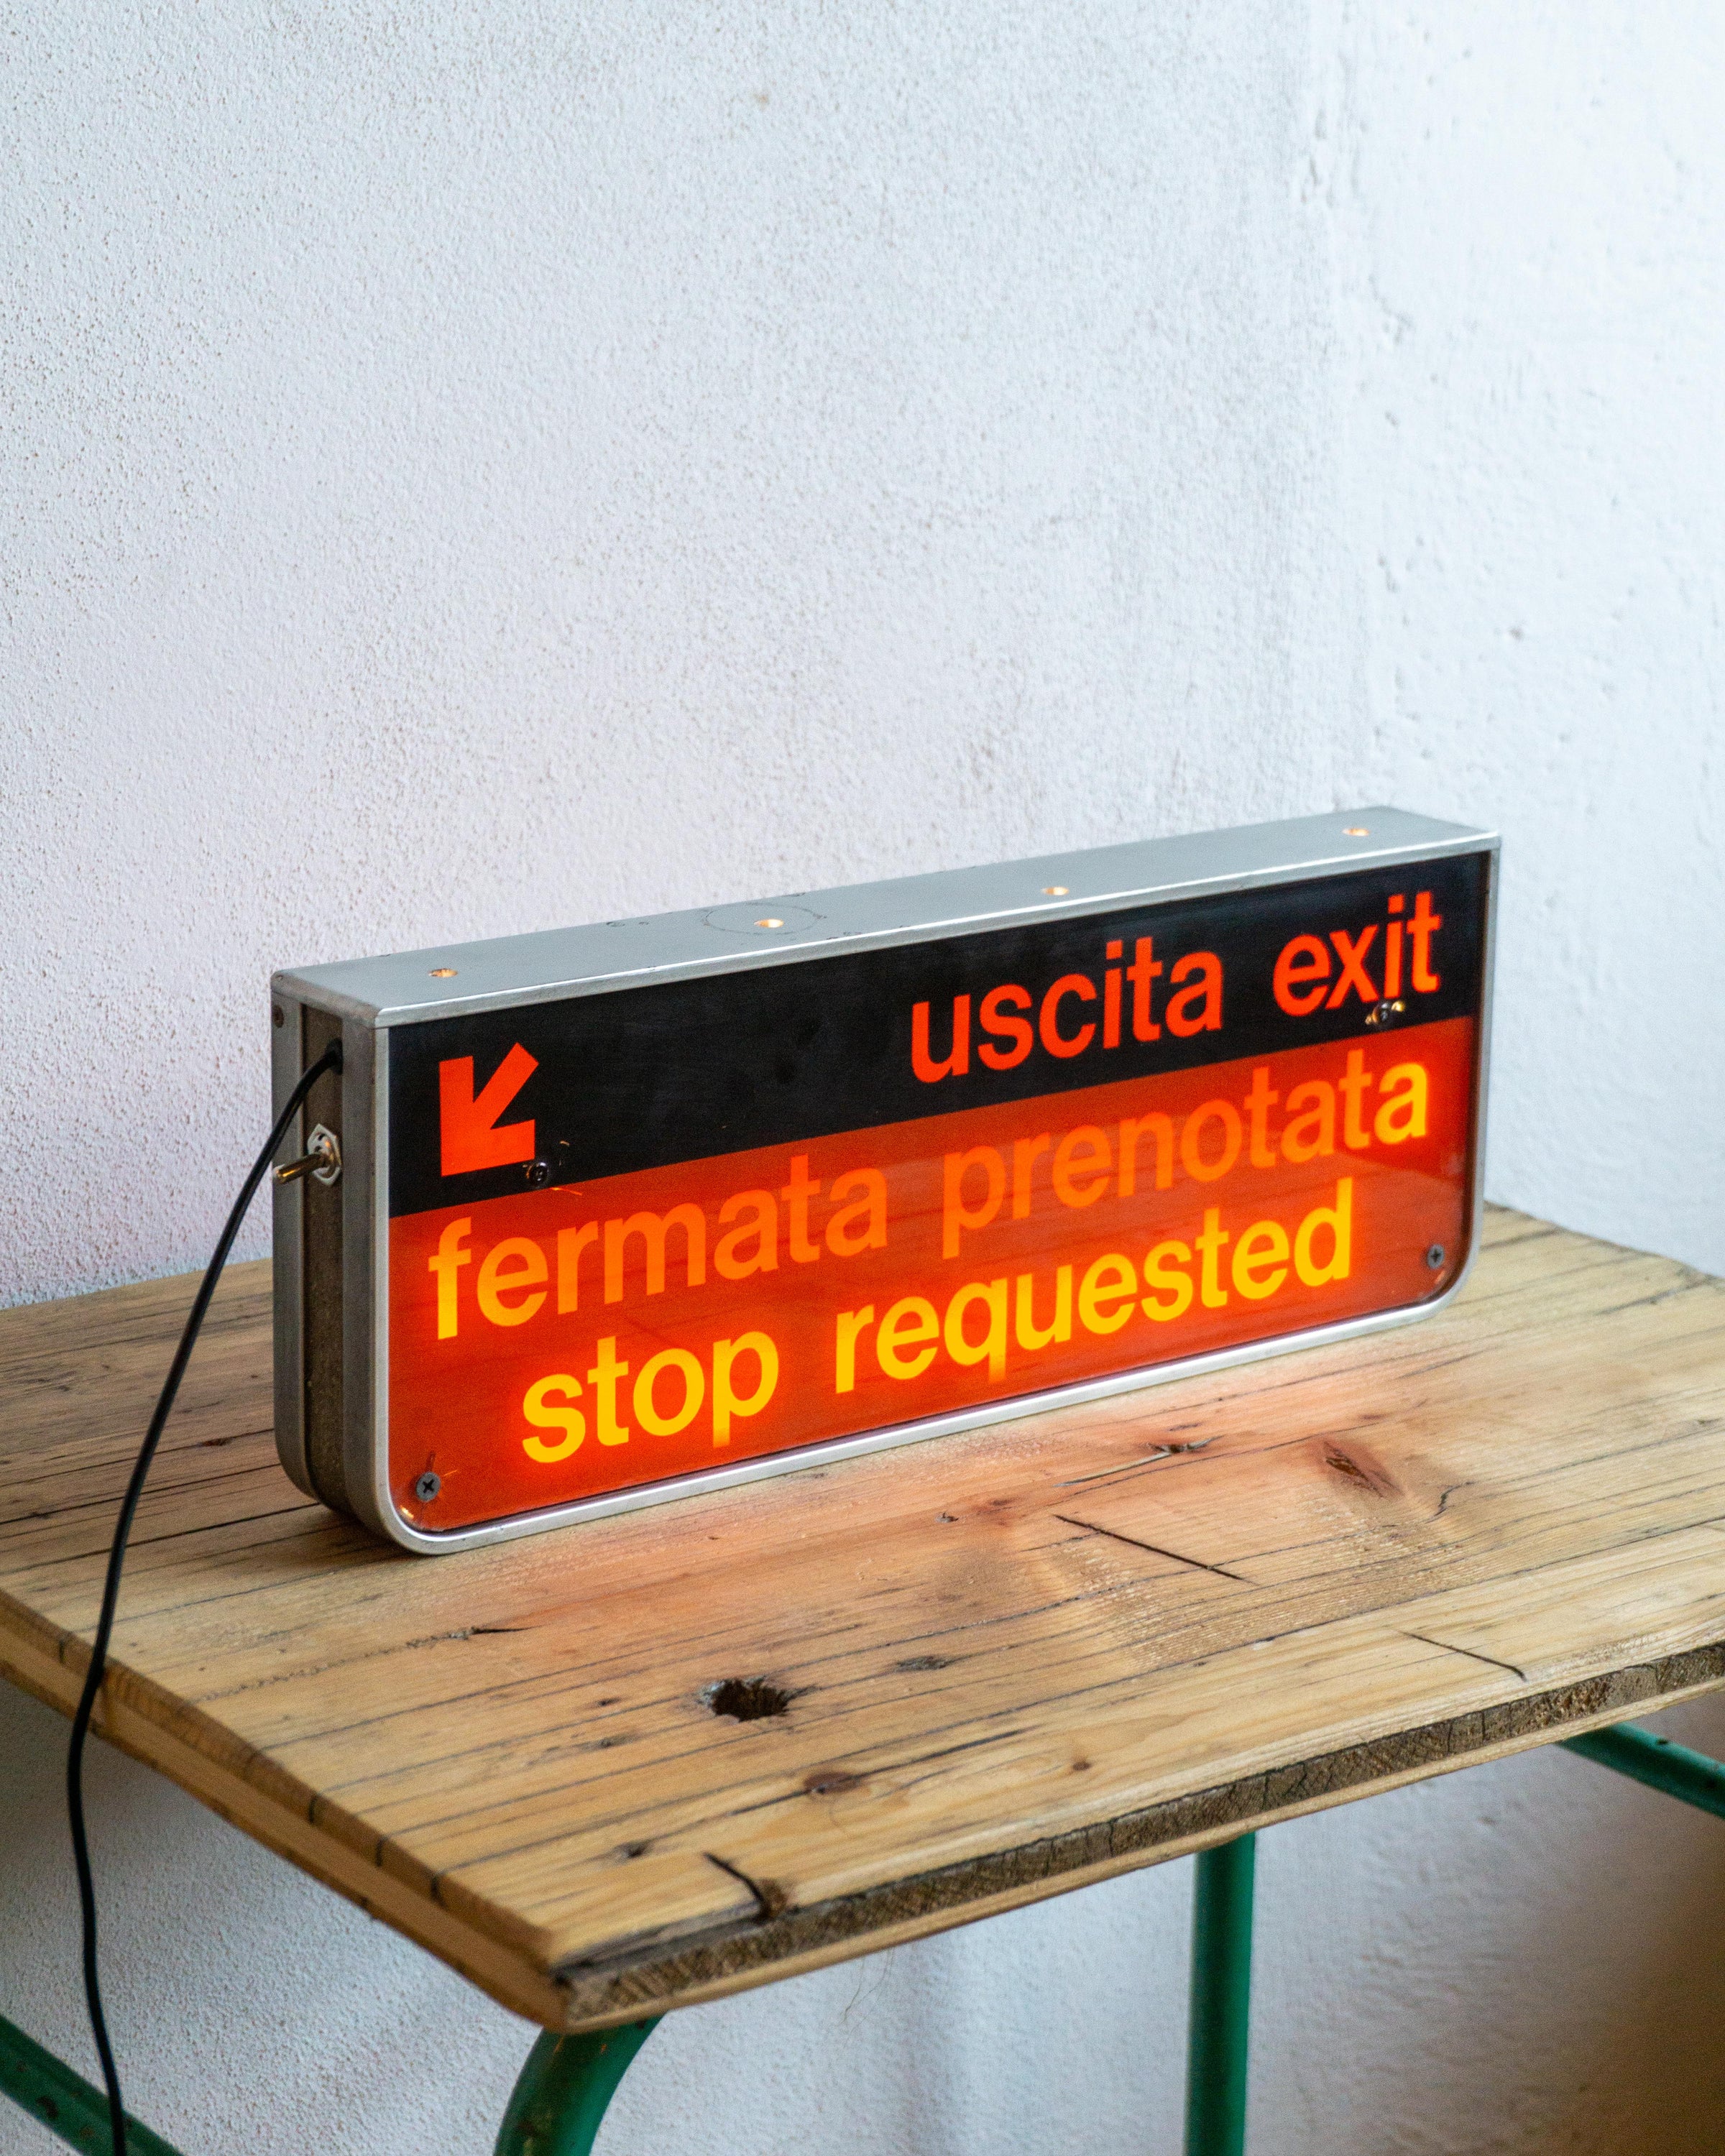 uscita exit
fermata prenotata
stop requested